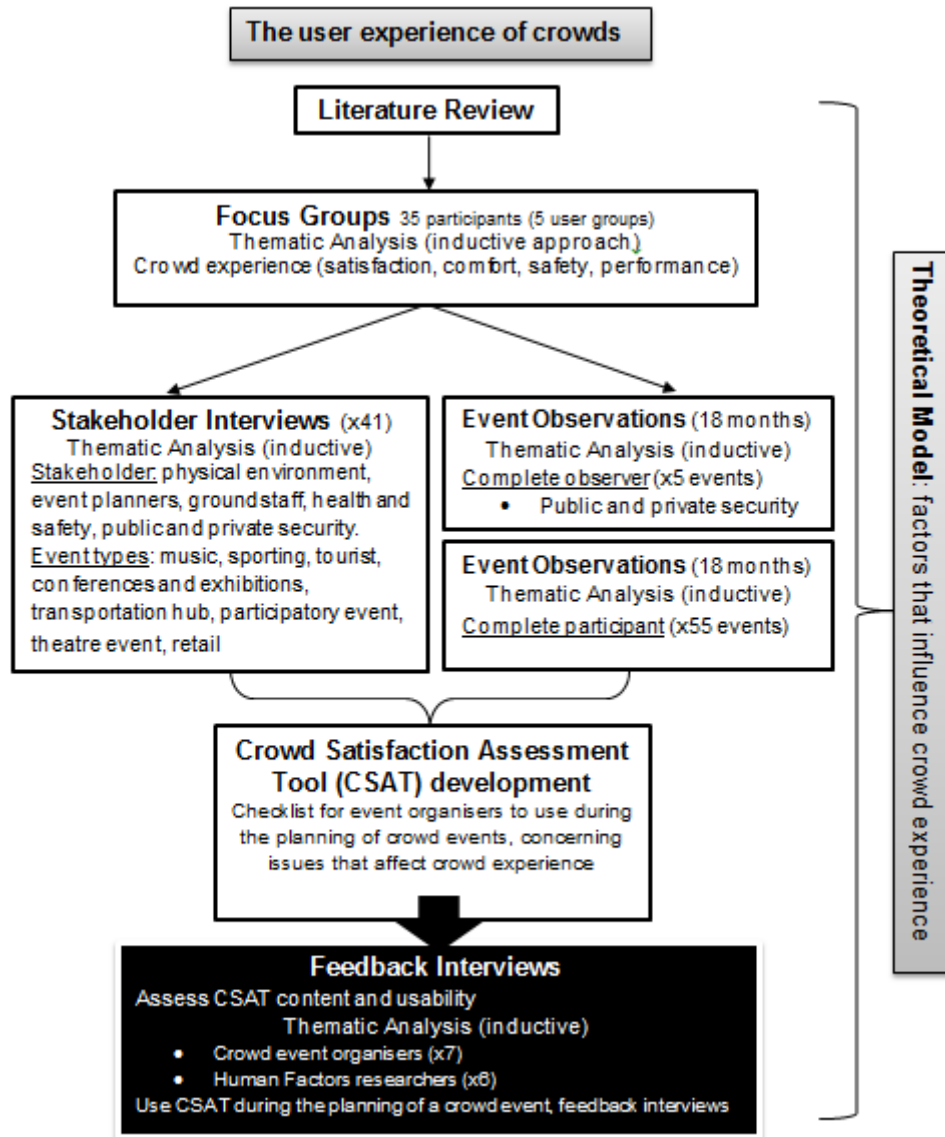 The user experience of crowds
Literature Review
Focus Groups 35 participants (5 user groups)
Thematic Analysis (inductive approach.)
Crowd experience (satisfaction, comfort, safety, performance)
Stakeholder Interviews (x41)
Thematic Analysis (inductive)
Stakeholder: physical environment,
event planners, ground staff, health and
safety, public and private security.
Event types: music, sporting, tourist,
conferences and exhibitions,
transportation hub, participatory event,
theatre event, retail
Event Observations (18 months)
Thematic Analysis (inductive)
Complete observer (x5 events)
• Public and private security
Event Observations (18 months)
Thematic Analysis (inductive)
Complete participant (x55 events)
Crowd Satisfaction Assessment
Tool (CSAT) development
Checklist for event organisers to use during
the planning of crowd events, concerning
issues that affect crowd experience
Feedback Interviews
Assess CSAT content and usability
Thematic Analysis (inductive)
• Crowd event organisers (x7)
• Human Factors researchers (x6)
Use CSAT during the planning of a crowd event, feedback interviews
Theoretical Model: factors that influence crowd experience